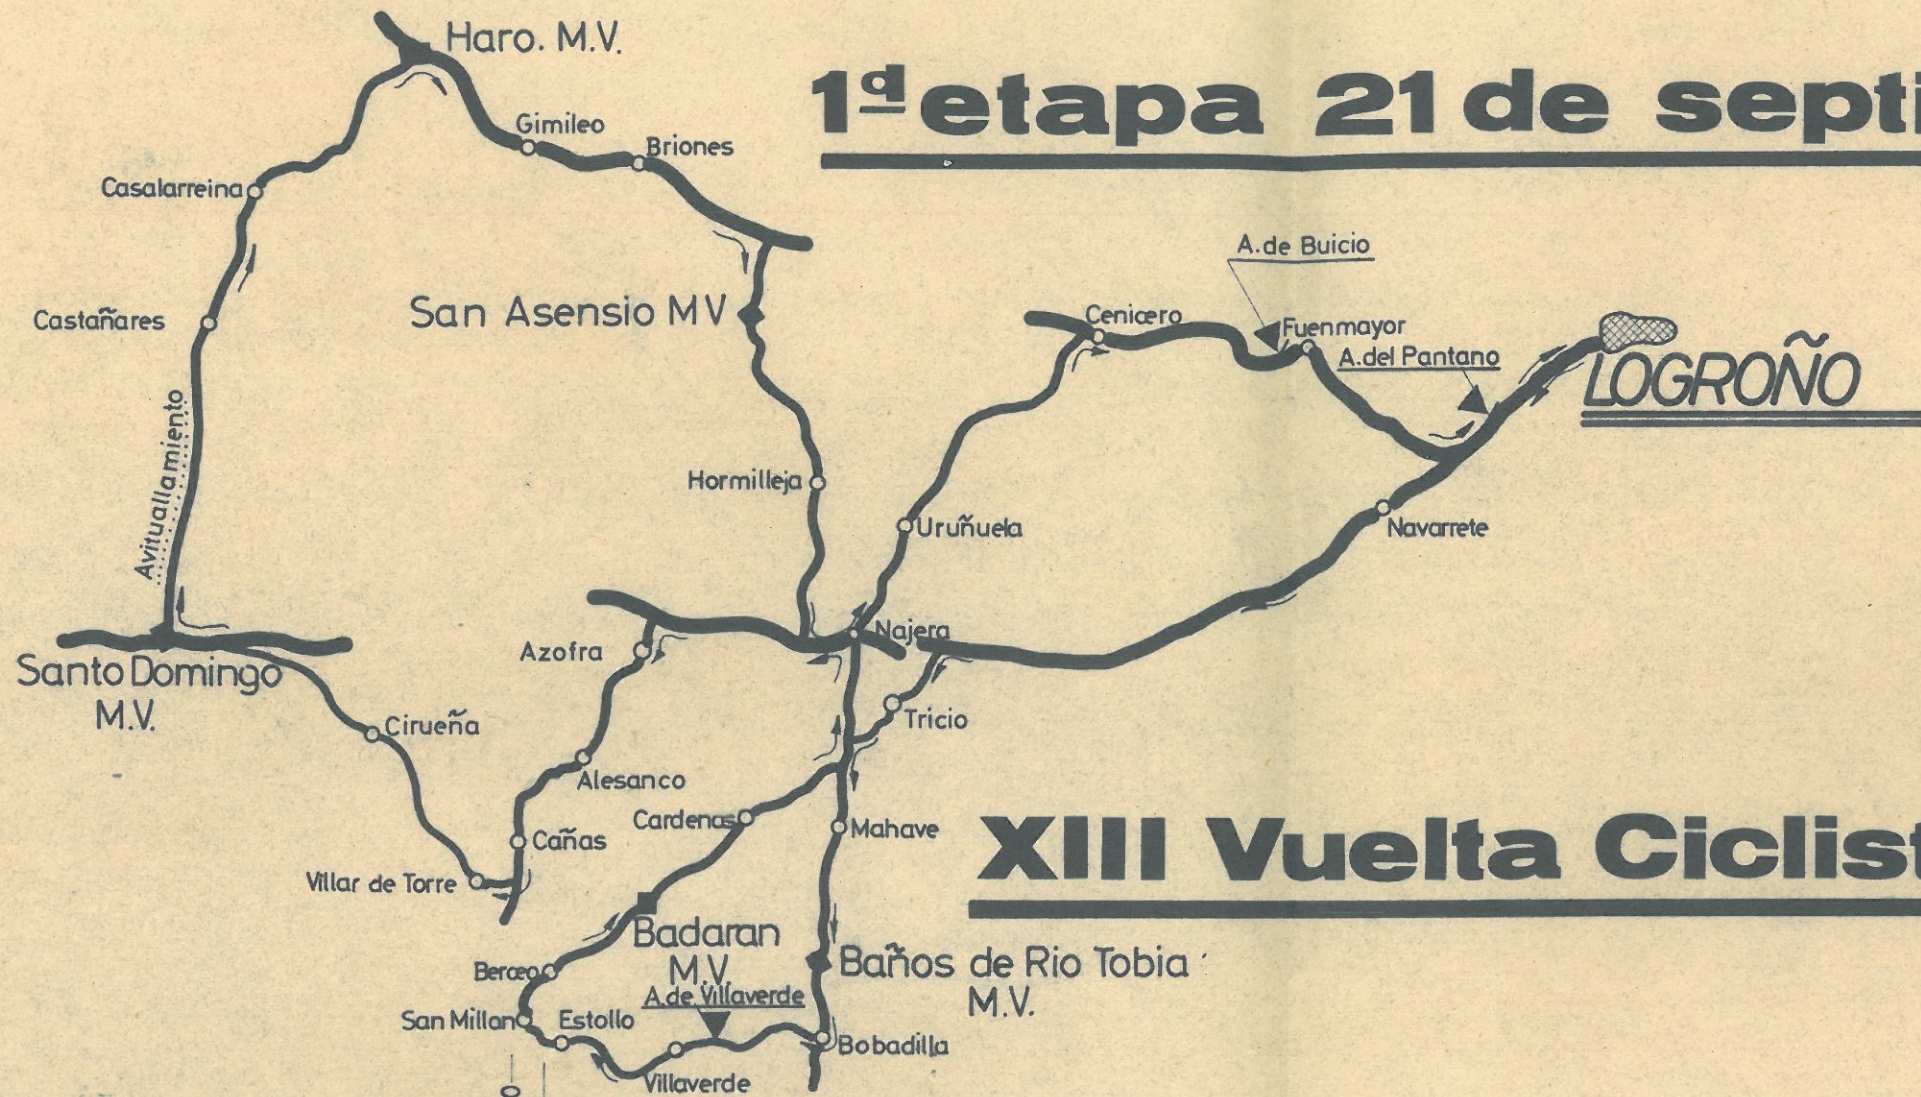 Haro. M.V.
1ª etapa 21 de septi
Gimileo
Briones
Casalarreina
A. de Buicio
San Asensio MV
Cenicero
Castañares
Fuenmayor
A. del Pantano
LOGROÑO
Avituallamiento
Hormilleja
Uruñuela
Navarrete
Najera
Azofra
Santo Domingo
M.V.
Tricio
Cirueña
Alesanco
Cardenas
Mahave
Cañas
XIII Vuelta Ciclist
Villar de Torre
Badaran
M.V.
Baños de Rio Tobia
M.V.
Berceo
A. de Villaverde
San Millan
Estollo
Bobadilla
Villaverde